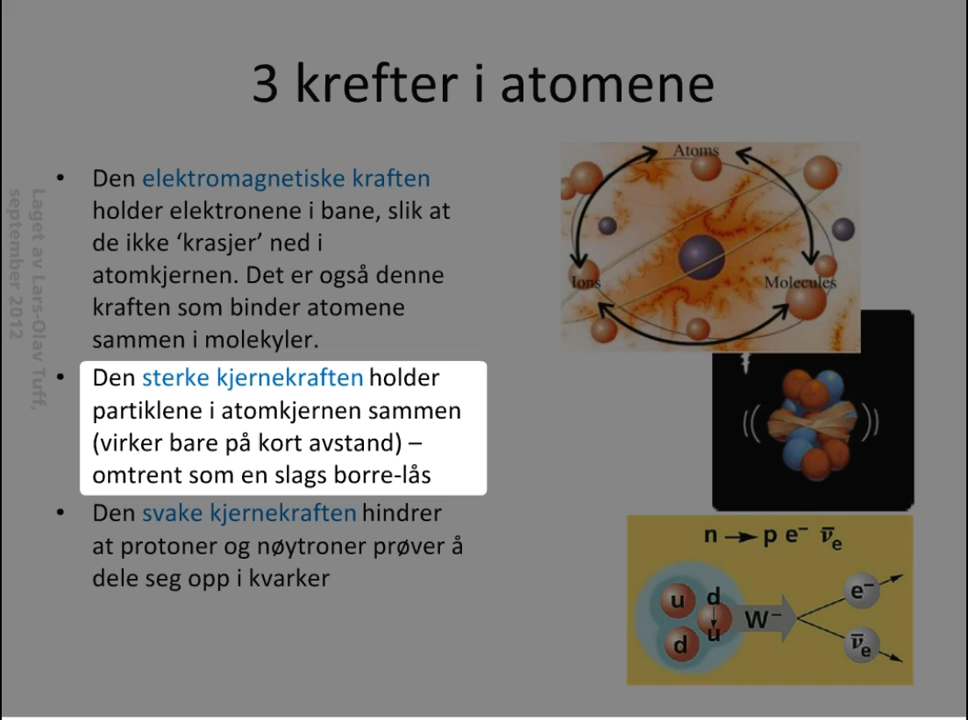 3 krefter i atomene
Laget av Lars-Olav Tuff,
september 2012
• Den elektromagnetiske kraften
holder elektronene i bane, slik at
de ikke ‘krasjer’ ned i
atomkjernen. Det er også denne
kraften som binder atomene
sammen i molekyler.
• Den sterke kjernekraften holder
partiklene i atomkjernen sammen
(virker bare på kort avstand) –
omtrent som en slags borre-lås
• Den svake kjernekraften hindrer
at protoner og nøytroner prøver å
dele seg opp i kvarker
Atoms
Ions
Molecules
n → p e⁻ ν̅ₑ
u d
d u
W⁻
e⁻
ν̅ₑ